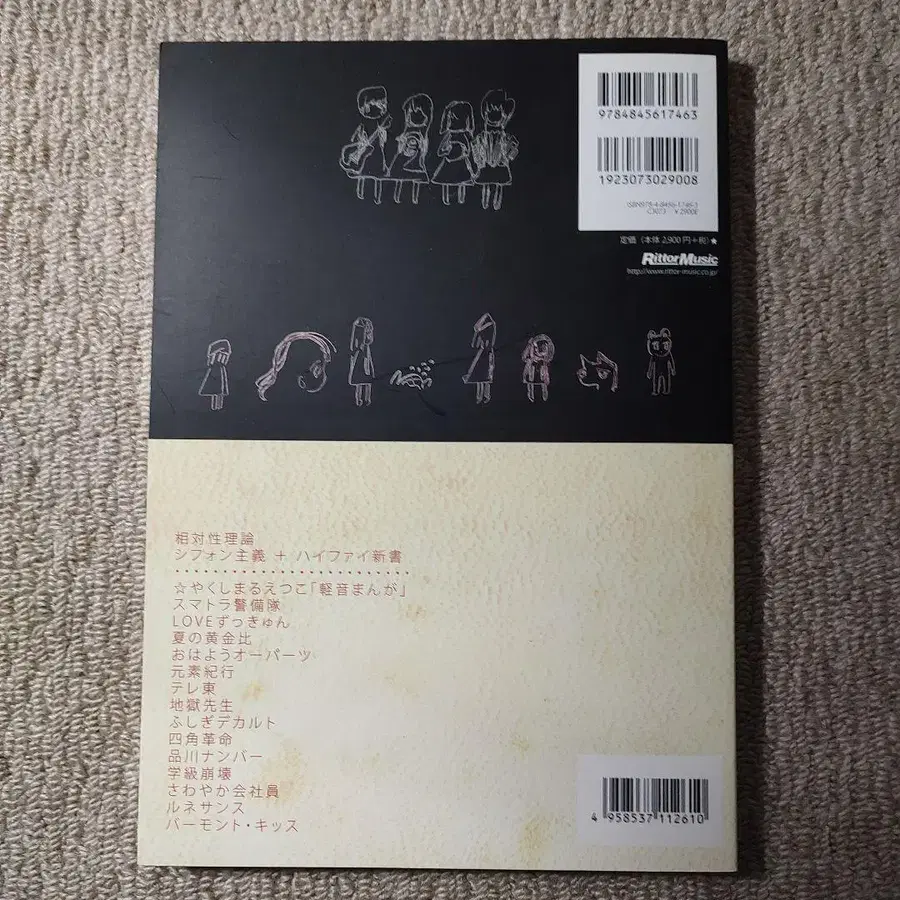 9784845617463
1923073029008
ISBN978-4-8456-1746-3
C3073 ¥2900E
定価（本体2,900円+税）★
RittorMusic
http://www.rittor-music.co.jp/
相対性理論
シフォン主義 + ハイファイ新書
☆やくしまるえつこ「軽音まんが」
スマトラ警備隊
LOVEずっきゅん
夏の黄金比
おはようオーパーツ
元素紀行
テレ東
地獄先生
ふしぎデカルト
四角革命
品川ナンバー
学級崩壊
さわやか会社員
ルネサンス
バーモント・キッス
4 958537 112610